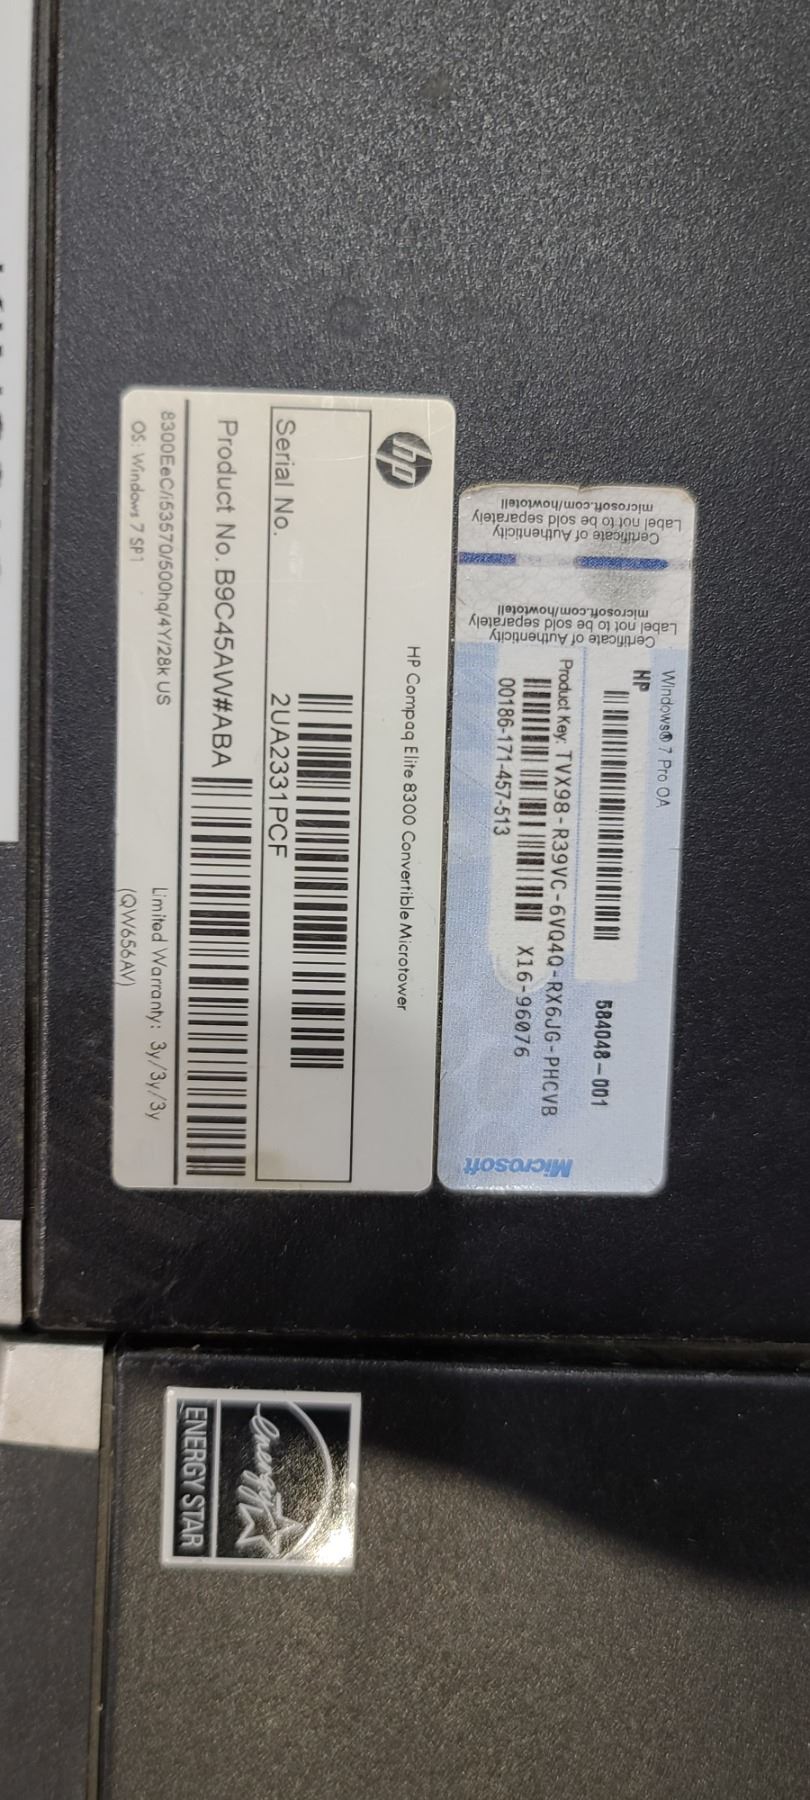 Windows® 7 Pro OA
HP
584048-001
X16-96076
00186-171-457-513
Certificate of Authenticity
Label not to be sold separately
microsoft.com/howtotell
Certificate of Authenticity
Label not to be sold separately
microsoft.com/howtotell
Microsoft
Product Key: TVX98-R39VC-6VQ4Q-RX6JG-PHCVB
hp
HP Compaq Elite 8300 Convertible Microtower
Serial No.
2UA2331PCF
Product No. B9C45AW#ABA
8300EeC/i53570/500hq/4Y/28k US
Limited Warranty: 3y/3y/3y
OS: Windows 7 SP1
(QW656AV)
energy
ENERGY STAR